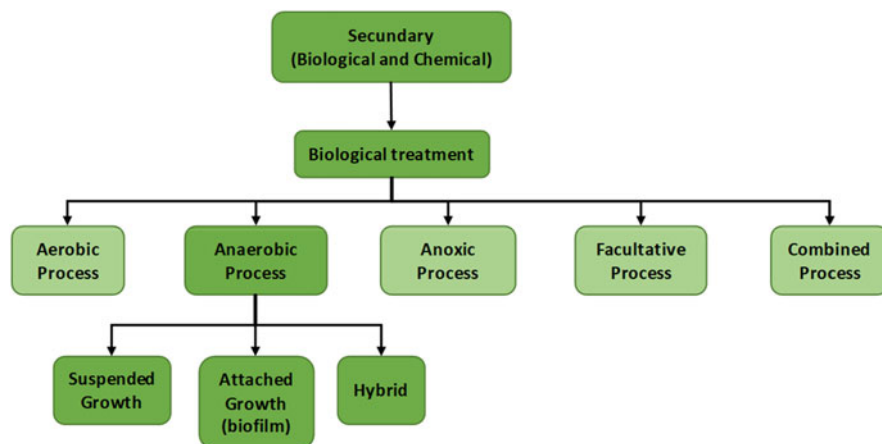 Secundary
(Biological and Chemical)
Biological treatment
Aerobic
Process
Anaerobic
Process
Anoxic
Process
Facultative
Process
Combined
Process
Suspended
Growth
Attached
Growth
(biofilm)
Hybrid